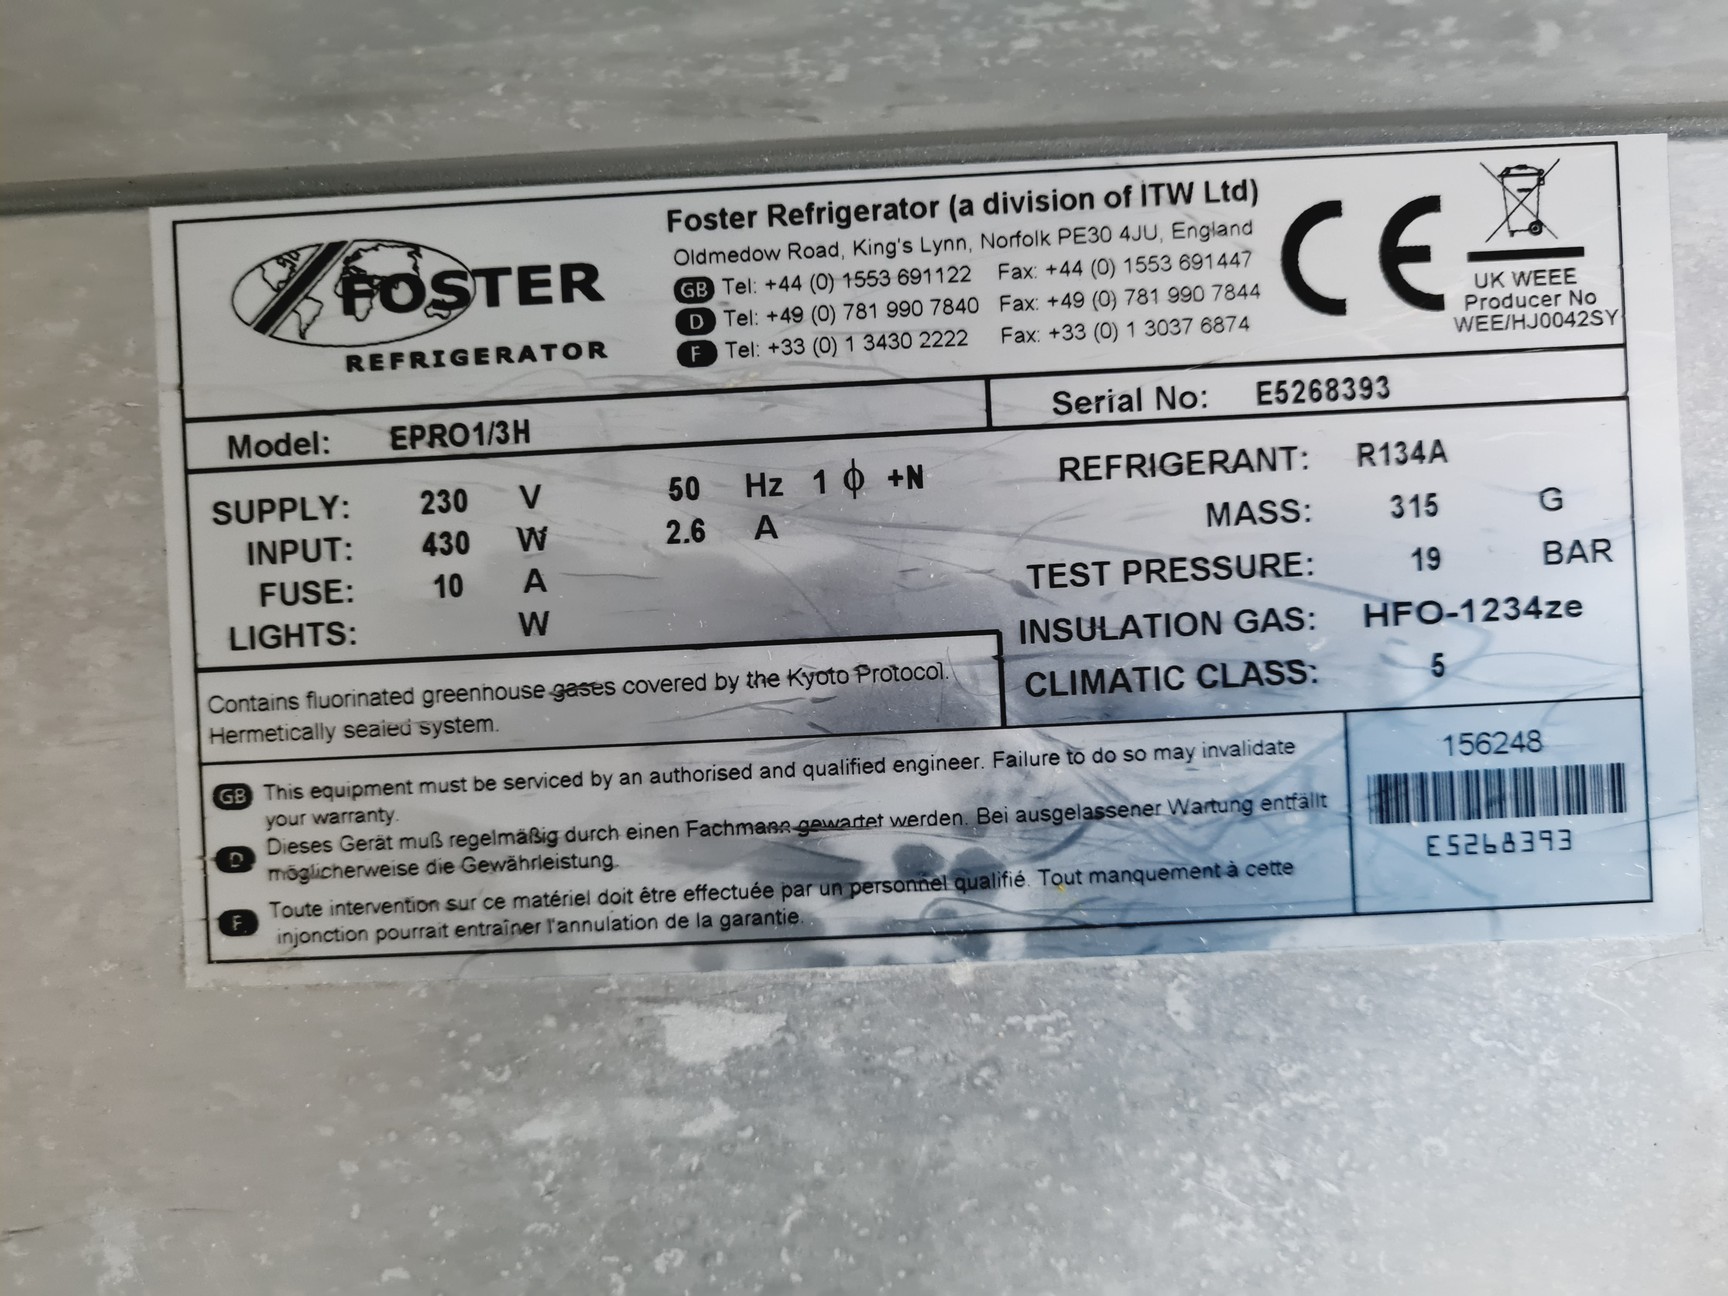 FOSTER
REFRIGERATOR
Foster Refrigerator (a division of ITW Ltd)
Oldmedow Road, King's Lynn, Norfolk PE30 4JU, England
GB Tel: +44 (0) 1553 691122 Fax: +44 (0) 1553 691447
D Tel: +49 (0) 781 990 7840 Fax: +49 (0) 781 990 7844
F Tel: +33 (0) 1 3430 2222 Fax: +33 (0) 1 3037 6874
CE
UK WEEE
Producer No
WEE/HJ0042SY
Model: EPRO1/3H
Serial No: E5268393
SUPPLY: 230 V 50 Hz 1 ϕ +N
INPUT: 430 W 2.6 A
FUSE: 10 A
LIGHTS: W
REFRIGERANT: R134A
MASS: 315 G
TEST PRESSURE: 19 BAR
INSULATION GAS: HFO-1234ze
CLIMATIC CLASS: 5
Contains fluorinated greenhouse gases covered by the Kyoto Protocol.
Hermetically sealed system.
GB This equipment must be serviced by an authorised and qualified engineer. Failure to do so may invalidate
your warranty.
D Dieses Gerät muß regelmäßig durch einen Fachmann gewartet werden. Bei ausgelassener Wartung entfällt
möglicherweise die Gewährleistung.
F Toute intervention sur ce matériel doit être effectuée par un personnel qualifié. Tout manquement à cette
injonction pourrait entraîner l'annulation de la garantie.
156248
E5268393